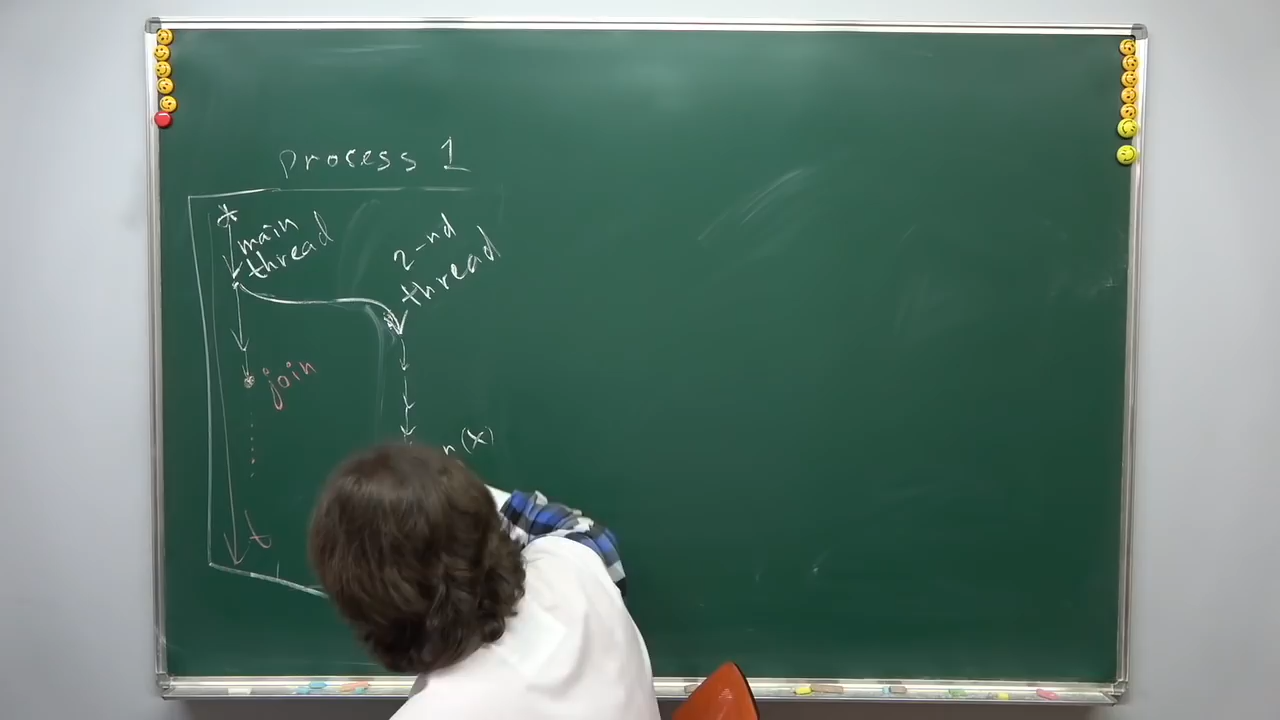 process 1
main
thread
2-nd
thread
join
n(x)
t